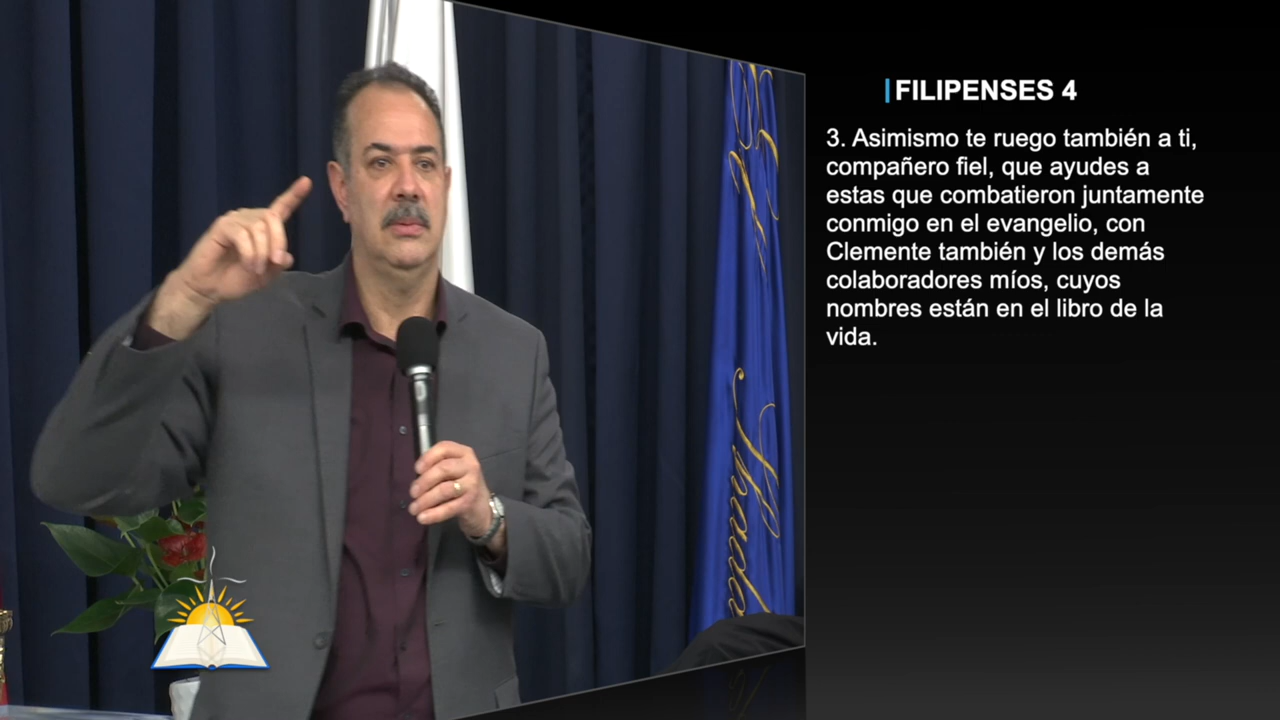 FILIPENSES 4
3. Asimismo te ruego también a ti,
compañero fiel, que ayudes a
estas que combatieron juntamente
conmigo en el evangelio, con
Clemente también y los demás
colaboradores míos, cuyos
nombres están en el libro de la
vida.